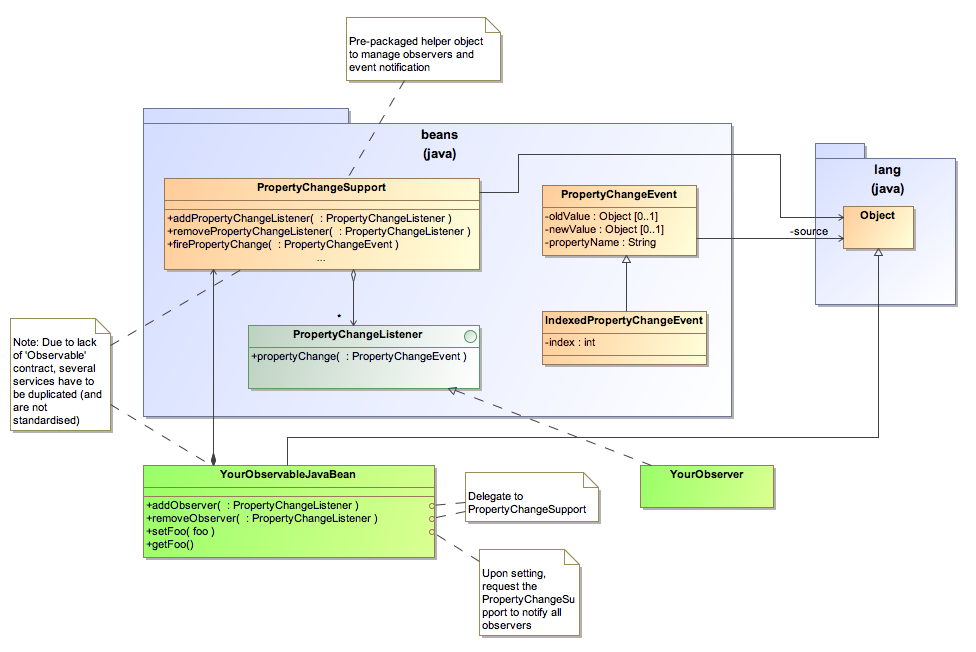 Pre-packaged helper object
to manage observers and
event notification
beans
(java)
lang
(java)
PropertyChangeSupport
+addPropertyChangeListener(  : PropertyChangeListener )
+removePropertyChangeListener(  : PropertyChangeListener )
+firePropertyChange(  : PropertyChangeEvent )
...
PropertyChangeEvent
-oldValue : Object [0..1]
-newValue : Object [0..1]
-propertyName : String
Object
-source
*
PropertyChangeListener
+propertyChange(  : PropertyChangeEvent )
IndexedPropertyChangeEvent
-index : int
Note: Due to lack
of 'Observable'
contract, several
services have to
be duplicated (and
are not
standardised)
YourObservableJavaBean
+addObserver(  : PropertyChangeListener )
+removeObserver(  : PropertyChangeListener )
+setFoo( foo )
+getFoo()
Delegate to
PropertyChangeSupport
YourObserver
Upon setting,
request the
PropertyChangeSu
pport to notify all
observers